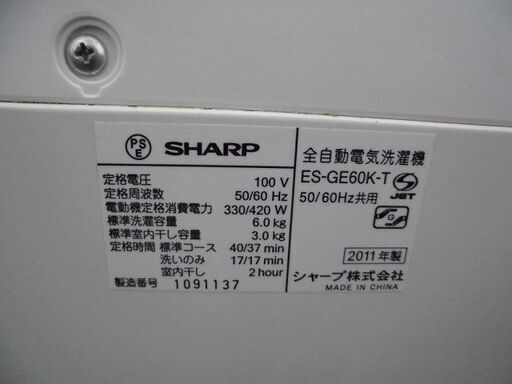 PS
E
SHARP
定格電圧 100 V
定格周波数 50/60 Hz
電動機定格消費電力 330/420 W
標準洗濯容量 6.0kg
標準室内干し容量 3.0kg
定格時間 標準コース 40/37 min
洗いのみ 17/17 min
室内干し 2 hour
製造番号 1091137
全自動電気洗濯機
ES-GE60K-T
JET
50/60Hz共用
2011年製
シャープ株式会社
MADE IN CHINA